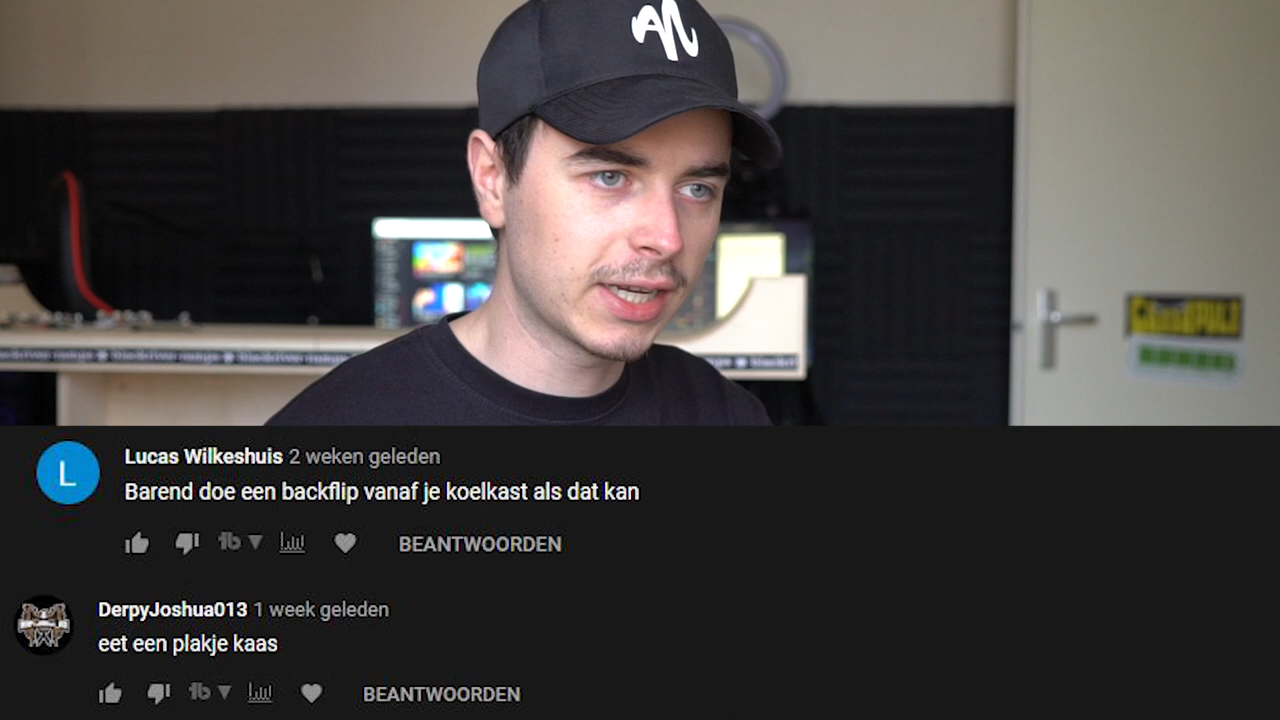 Lucas Wilkeshuis 2 weken geleden
Barend doe een backflip vanaf je koelkast als dat kan
BEANTWOORDEN
DerpyJoshua013 1 week geleden
eet een plakje kaas
BEANTWOORDEN